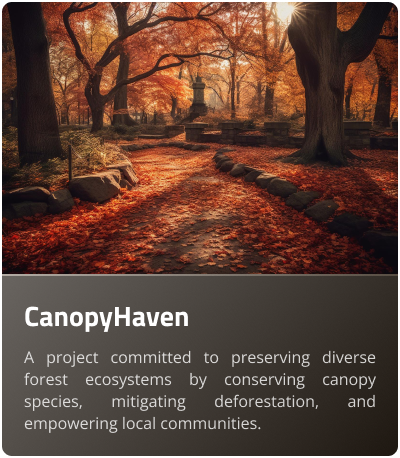 CanopyHaven
A project committed to preserving diverse
forest ecosystems by conserving canopy
species, mitigating deforestation, and
empowering local communities.